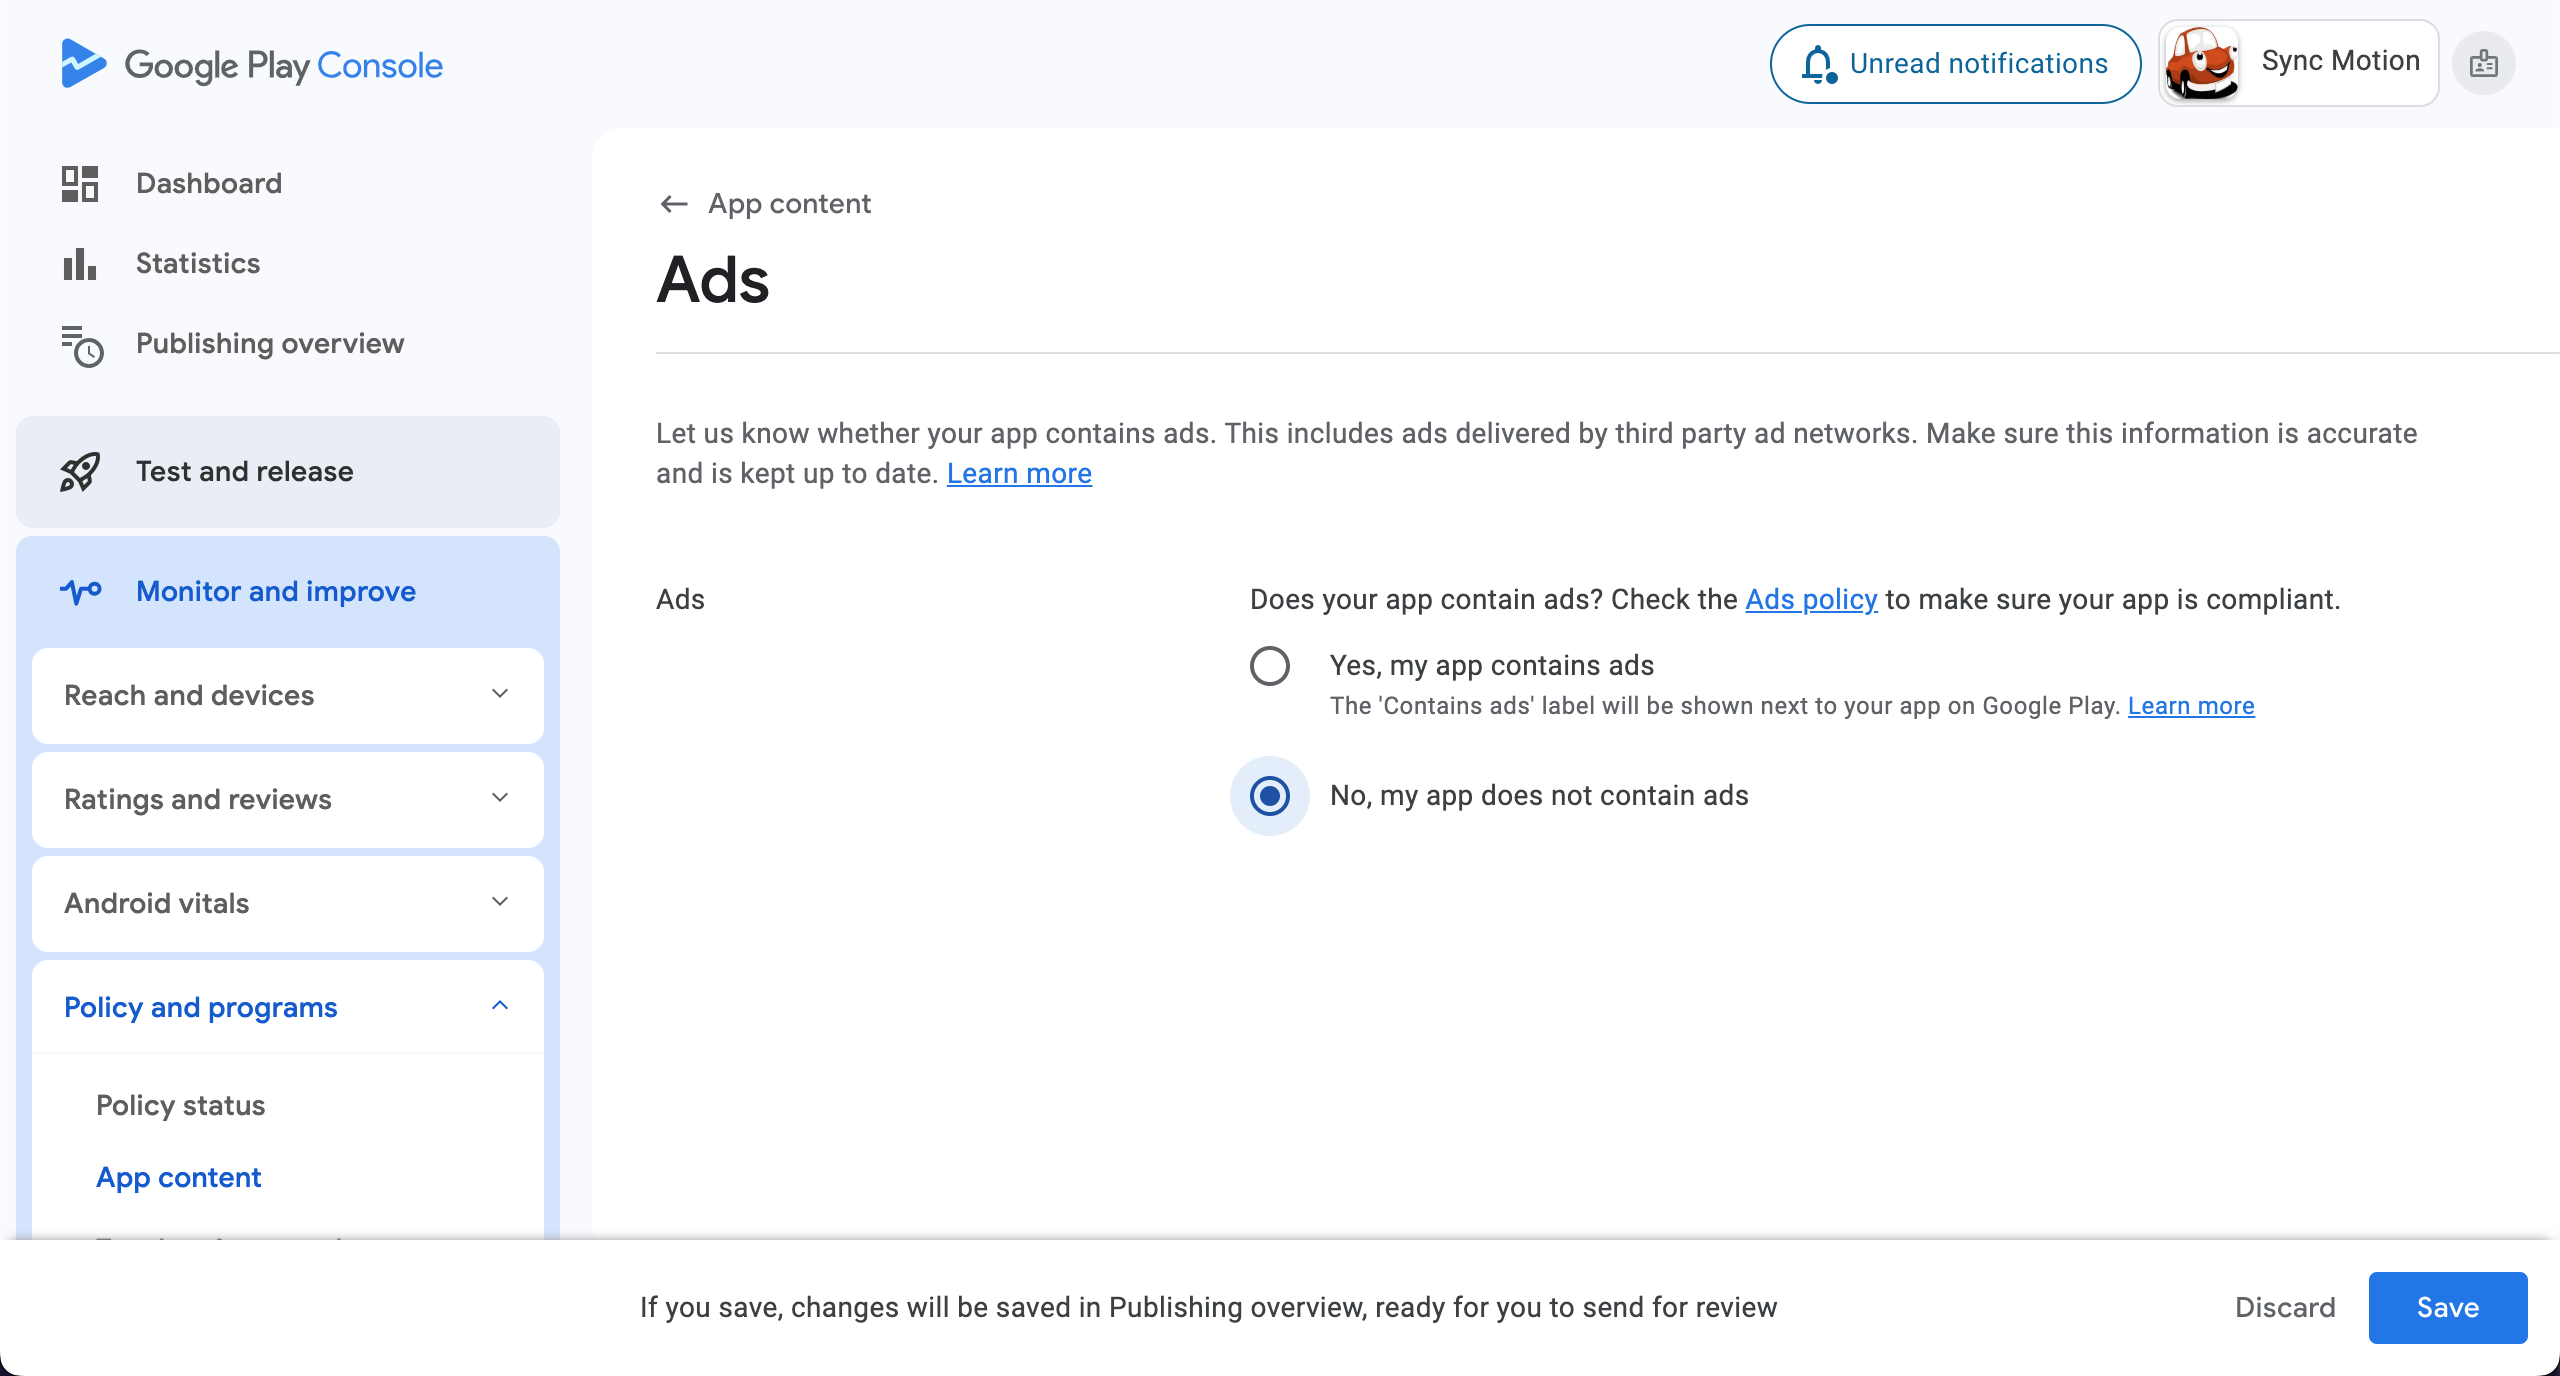 Google Play Console
Unread notifications
Sync Motion
Dashboard
Statistics
Publishing overview
Test and release
Monitor and improve
Reach and devices
Ratings and reviews
Android vitals
Policy and programs
Policy status
App content
App content
Ads
Let us know whether your app contains ads. This includes ads delivered by third party ad networks. Make sure this information is accurate
and is kept up to date. Learn more
Ads
Does your app contain ads? Check the Ads policy to make sure your app is compliant.
Yes, my app contains ads
The 'Contains ads' label will be shown next to your app on Google Play. Learn more
No, my app does not contain ads
If you save, changes will be saved in Publishing overview, ready for you to send for review
Discard
Save